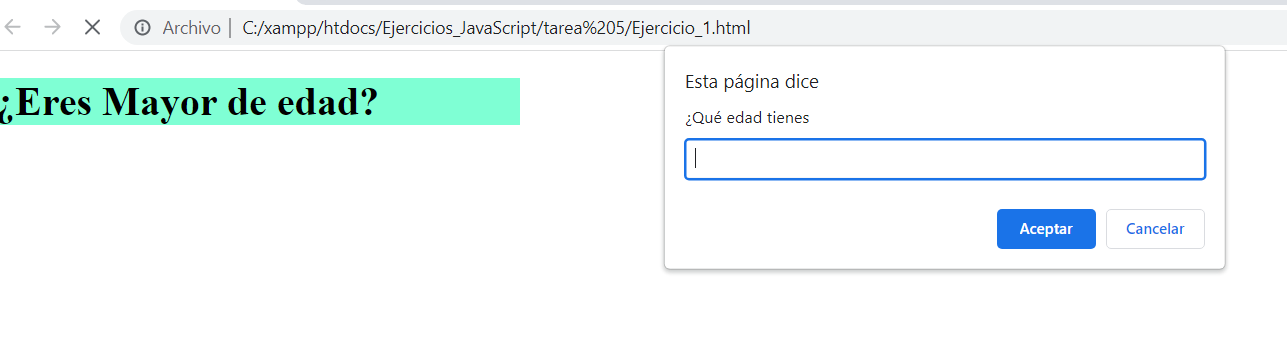 Archivo | C:/xampp/htdocs/Ejercicios_JavaScript/tarea%205/Ejercicio_1.html
¿Eres Mayor de edad?
Esta página dice
¿Qué edad tienes
Aceptar
Cancelar